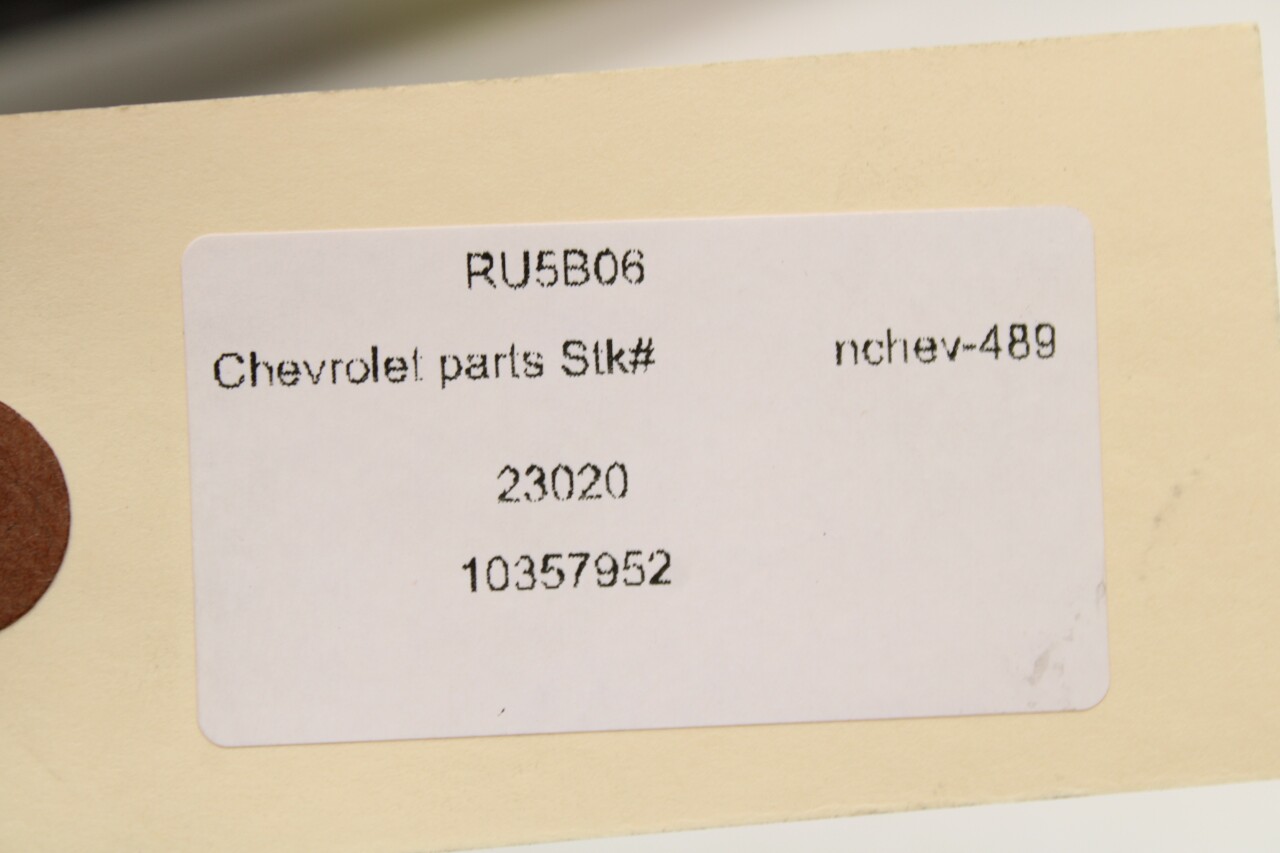 RU5B06
Chevrolet parts Stk# nchev-489
23020
10357952